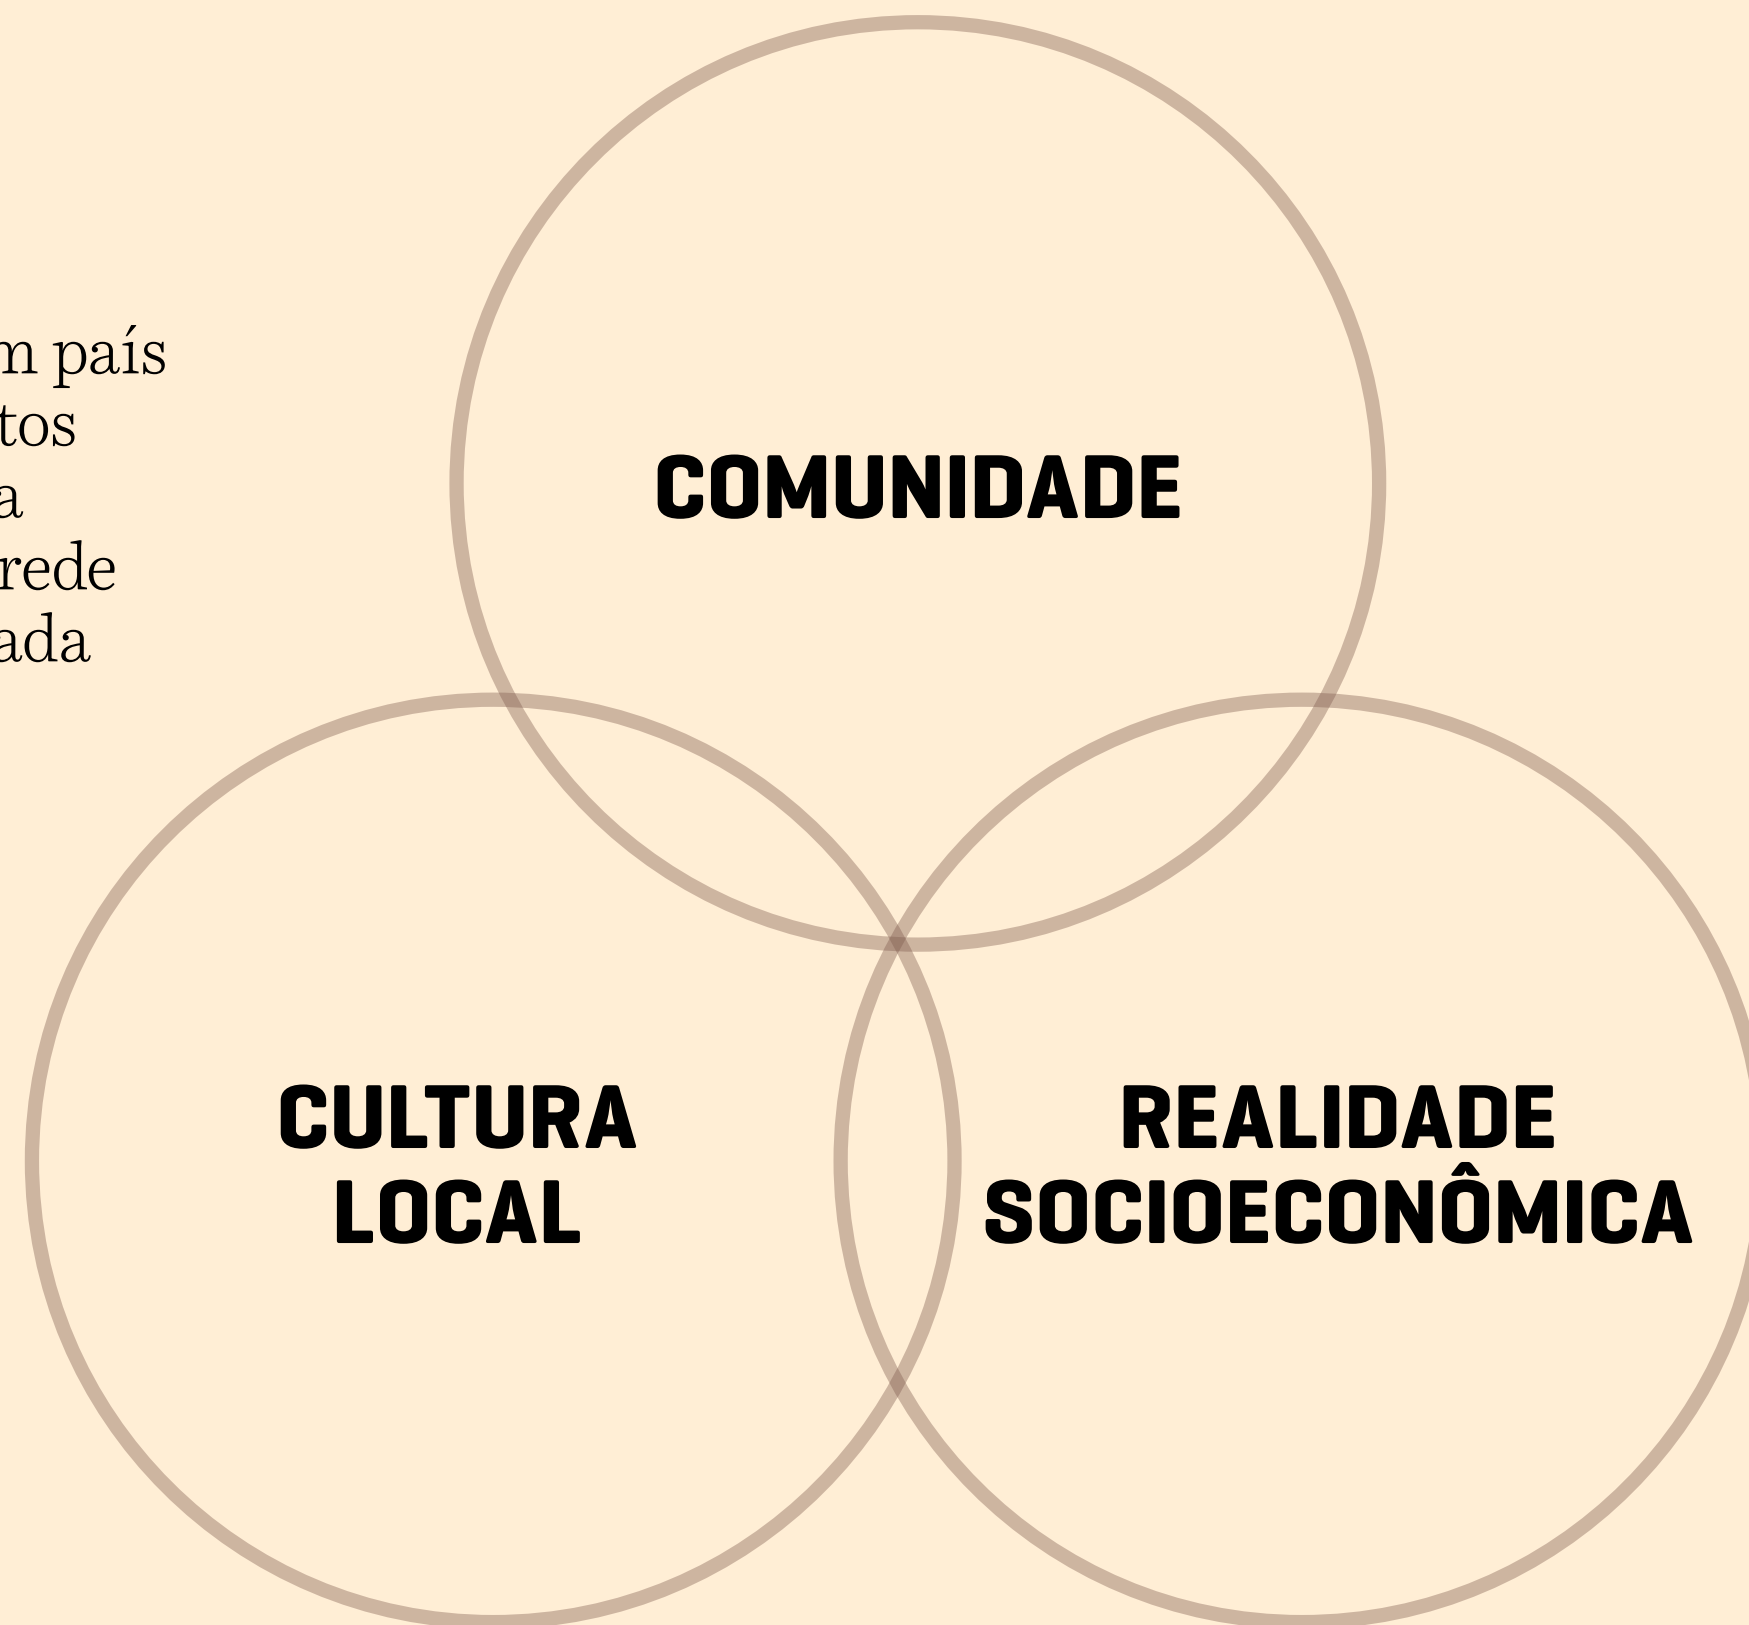 m país
tos
a
rede
ada
COMUNIDADE
CULTURA
LOCAL
REALIDADE
SOCIOECONÔMICA